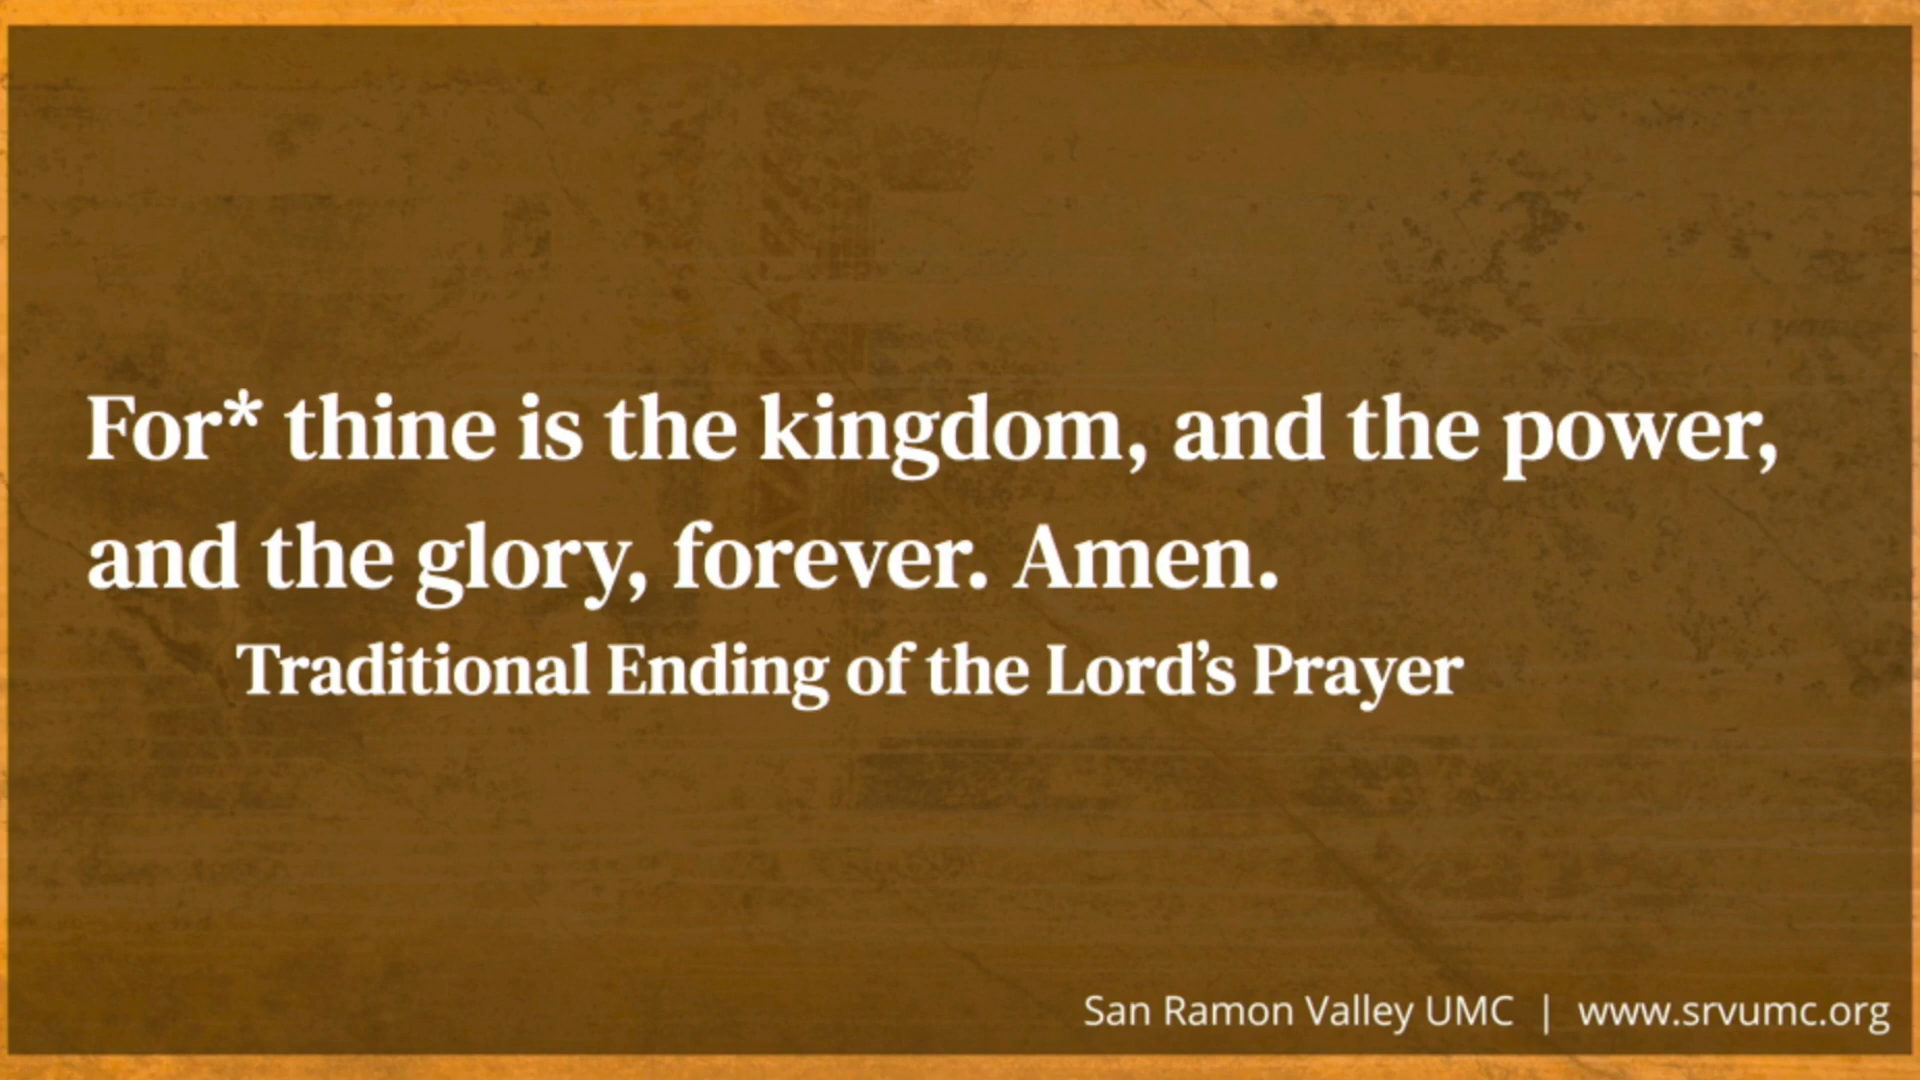 For* thine is the kingdom, and the power,
and the glory, forever. Amen.
Traditional Ending of the Lord’s Prayer
San Ramon Valley UMC | www.srvumc.org